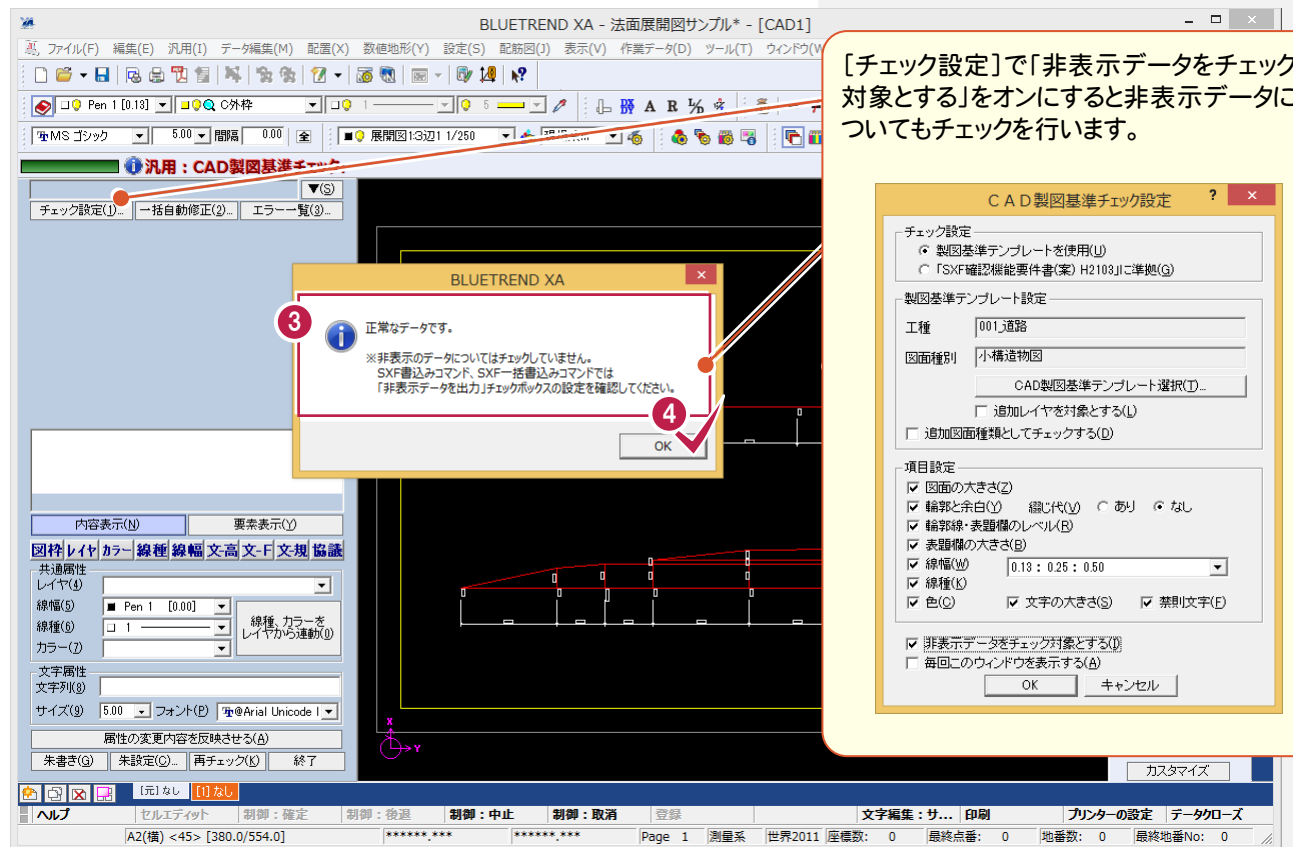 BLUETREND XA - 法面展開図サンプル* - [CAD1]
ファイル(F) 編集(E) 汎用(I) データ編集(M) 配置(X) 数値地形(Y) 設定(S) 配筋図(J) 表示(V) 作業データ(D) ツール(T) ウィンドウ(W
Pen 1 [0.13] C外枠 1 5 A R
MS ゴシック 5.00 間隔 0.00 全 展開図1:3辺1 1/250
汎用：CAD製図基準チェック
▼(S)
チェック設定(1)... 一括自動修正(2)... エラー一覧(3)...
[チェック設定]で「非表示データをチェック
対象とする」をオンにすると非表示データに
ついてもチェックを行います。
BLUETREND XA
3
正常なデータです。
※非表示のデータについてはチェックしていません。
SXF書込みコマンド、SXF一括書込みコマンドでは
「非表示データを出力」チェックボックスの設定を確認してください。
4
OK
ＣＡＤ製図基準チェック設定 ?
チェック設定
製図基準テンプレートを使用(U)
「SXF確認機能要件書(案) H2103」に準拠(G)
製図基準テンプレート設定
工種 001_道路
図面種別 小構造物図
CAD製図基準テンプレート選択(T)...
追加レイヤを対象とする(L)
追加図面種類としてチェックする(D)
項目設定
図面の大きさ(Z)
輪郭と余白(Y) 綴じ代(V) あり なし
輪郭線・表題欄のレベル(R)
表題欄の大きさ(B)
線幅(W) 0.13 : 0.25 : 0.50
線種(K)
色(C) 文字の大きさ(S) 禁則文字(F)
非表示データをチェック対象とする(I)
毎回このウィンドウを表示する(A)
OK キャンセル
内容表示(N) 要素表示(Y)
図枠 レイヤ カラー 線種 線幅 文-高 文-F 文-規 協議
共通属性
レイヤ(4)
線幅(5) Pen 1 [0.00]
線種(6) 1
カラー(7)
線種、カラーを
レイヤから連動(0)
文字属性
文字列(8)
サイズ(9) 5.00 フォント(P) @Arial Unicode
属性の変更内容を反映させる(A)
朱書き(G) 朱設定(C)... 再チェック(K) 終了
X
Y
カスタマイズ
[元]なし [1]なし
ヘルプ セルエディット 制御：確定 制御：後退 制御：中止 制御：取消 登録 文字編集：サ... 印刷 プリンターの設定 データクローズ
A2(横) <45> [380.0/554.0] ******.*** ******.*** Page 1 測量系 世界2011 座標数: 0 最終点番: 0 地番数: 0 最終地番No: 0